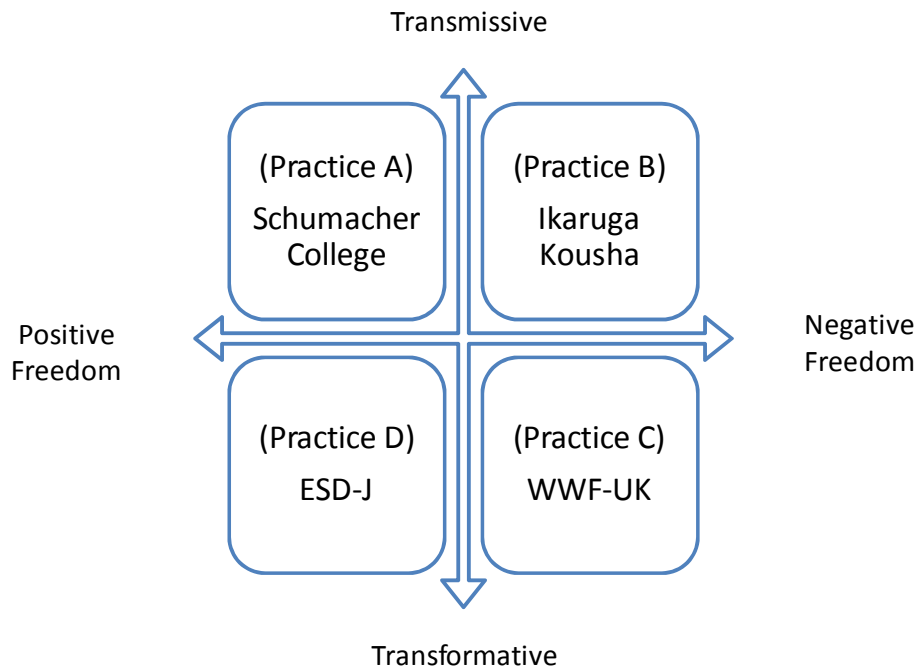 Transmissive
(Practice A)
Schumacher
College
(Practice B)
Ikaruga
Kousha
Positive
Freedom
Negative
Freedom
(Practice D)
ESD-J
(Practice C)
WWF-UK
Transformative